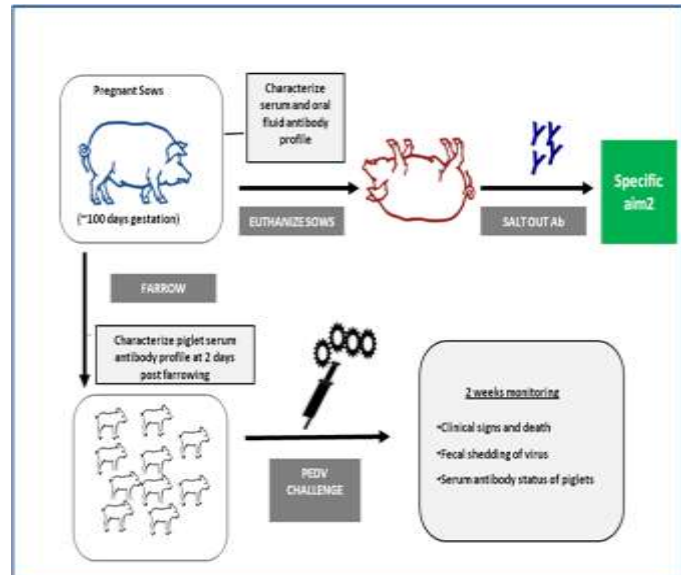 Pregnant Sows
(~100 days gestation)
Characterize
serum and oral
fluid antibody
profile
EUTHANIZE SOWS
SALT OUT Ab
Specific
aim2
FARROW
Characterize piglet serum
antibody profile at 2 days
post farrowing
PEDV
CHALLENGE
2 weeks monitoring
•Clinical signs and death
•Fecal shedding of virus
•Serum antibody status of piglets